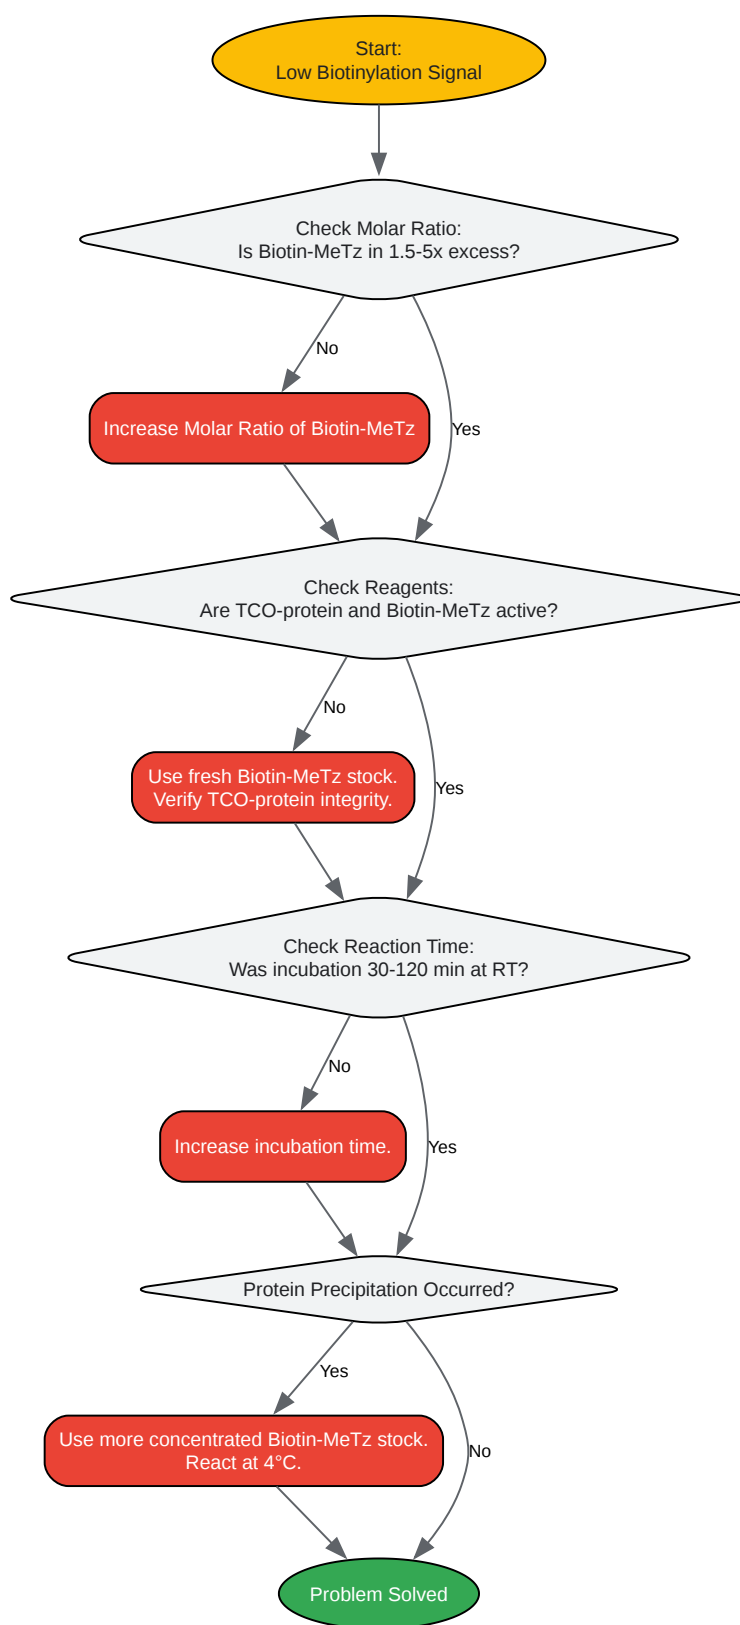 Start:
Low Biotinylation Signal
Check Molar Ratio:
Is Biotin-MeTz in 1.5-5x excess?
No
Increase Molar Ratio of Biotin-MeTz
Yes
Check Reagents:
Are TCO-protein and Biotin-MeTz active?
No
Use fresh Biotin-MeTz stock.
Verify TCO-protein integrity.
Yes
Check Reaction Time:
Was incubation 30-120 min at RT?
No
Increase incubation time.
Yes
Protein Precipitation Occurred?
Yes
Use more concentrated Biotin-MeTz stock.
React at 4°C.
No
Problem Solved